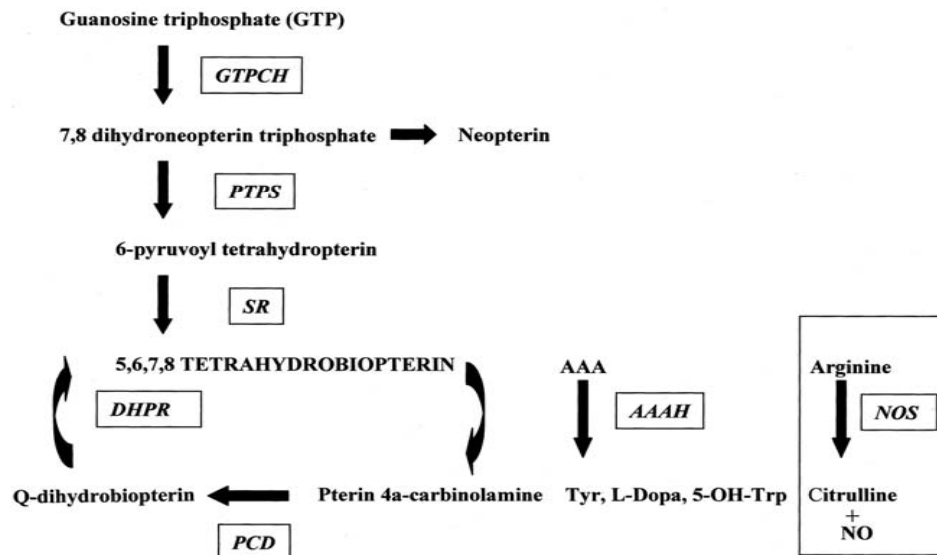 Guanosine triphosphate (GTP)
GTPCH
7,8 dihydroneopterin triphosphate
Neopterin
PTPS
6-pyruvoyl tetrahydropterin
SR
5,6,7,8 TETRAHYDROBIOPTERIN
AAA
Arginine
DHPR
AAAH
NOS
Q-dihydrobiopterin
Pterin 4a-carbinolamine
Tyr, L-Dopa, 5-OH-Trp
Citrulline
+
NO
PCD